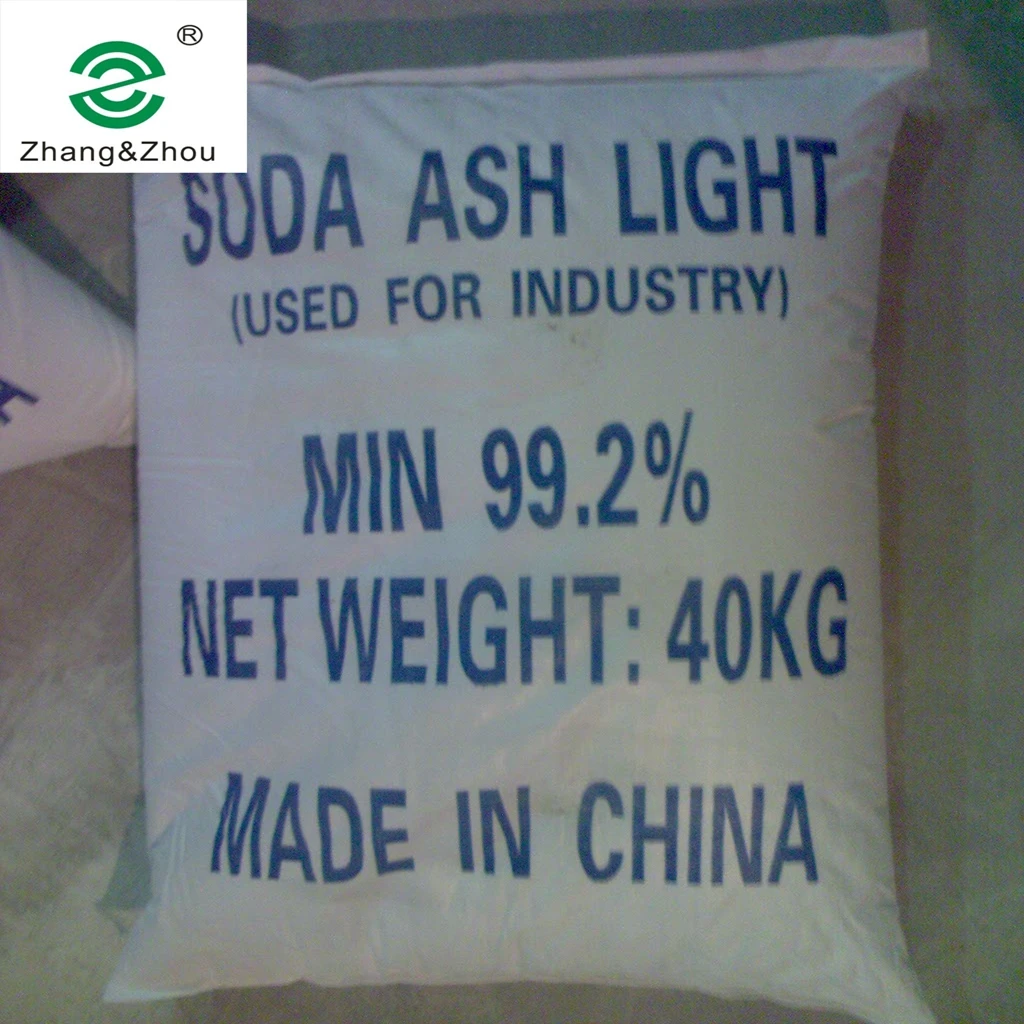 ®
Zhang&Zhou
SODA ASH LIGHT
(USED FOR INDUSTRY)
MIN 99.2%
NET WEIGHT: 40KG
MADE IN CHINA